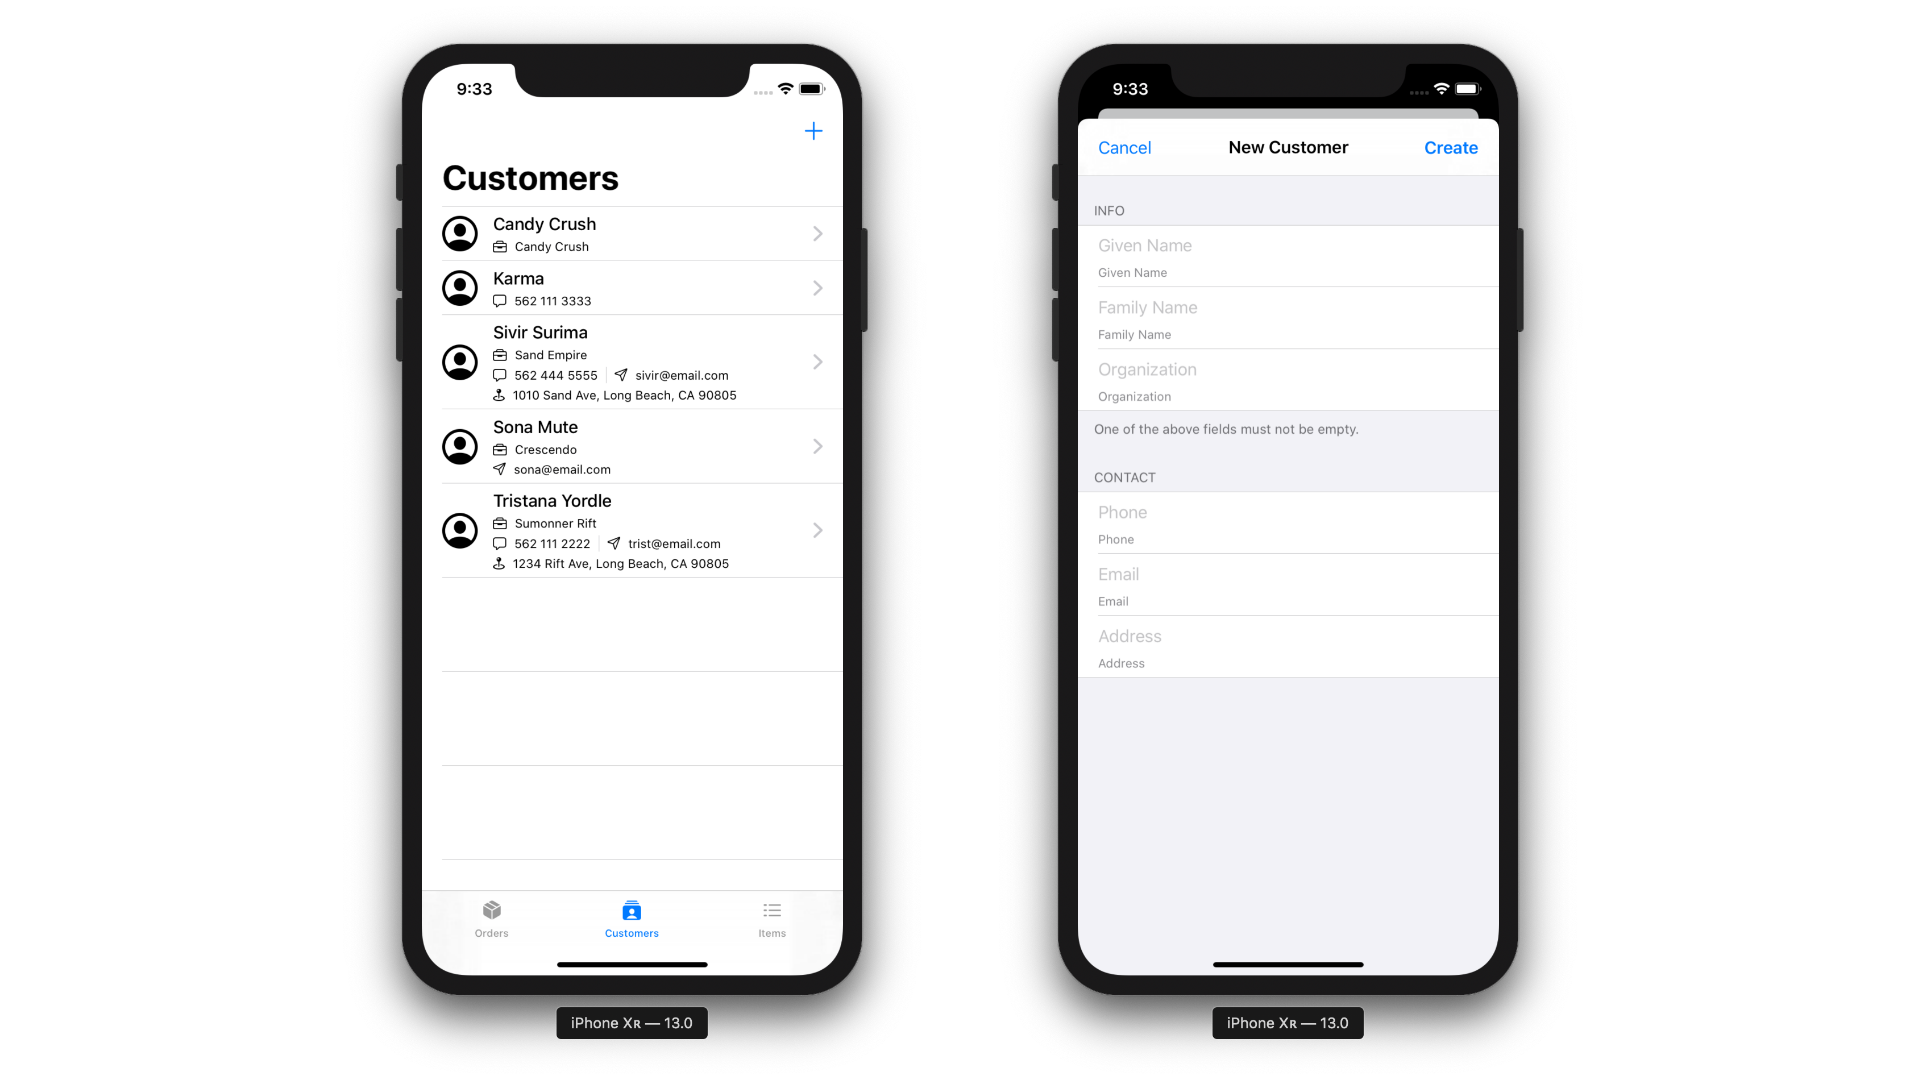 9:33
Customers
Candy Crush
Candy Crush
Karma
562 111 3333
Sivir Surima
Sand Empire
562 444 5555 sivir@email.com
1010 Sand Ave, Long Beach, CA 90805
Sona Mute
Crescendo
sona@email.com
Tristana Yordle
Sumonner Rift
562 111 2222 trist@email.com
1234 Rift Ave, Long Beach, CA 90805
Orders Customers Items
iPhone Xʀ — 13.0
9:33
Cancel New Customer Create
INFO
Given Name
Given Name
Family Name
Family Name
Organization
Organization
One of the above fields must not be empty.
CONTACT
Phone
Phone
Email
Email
Address
Address
iPhone Xʀ — 13.0